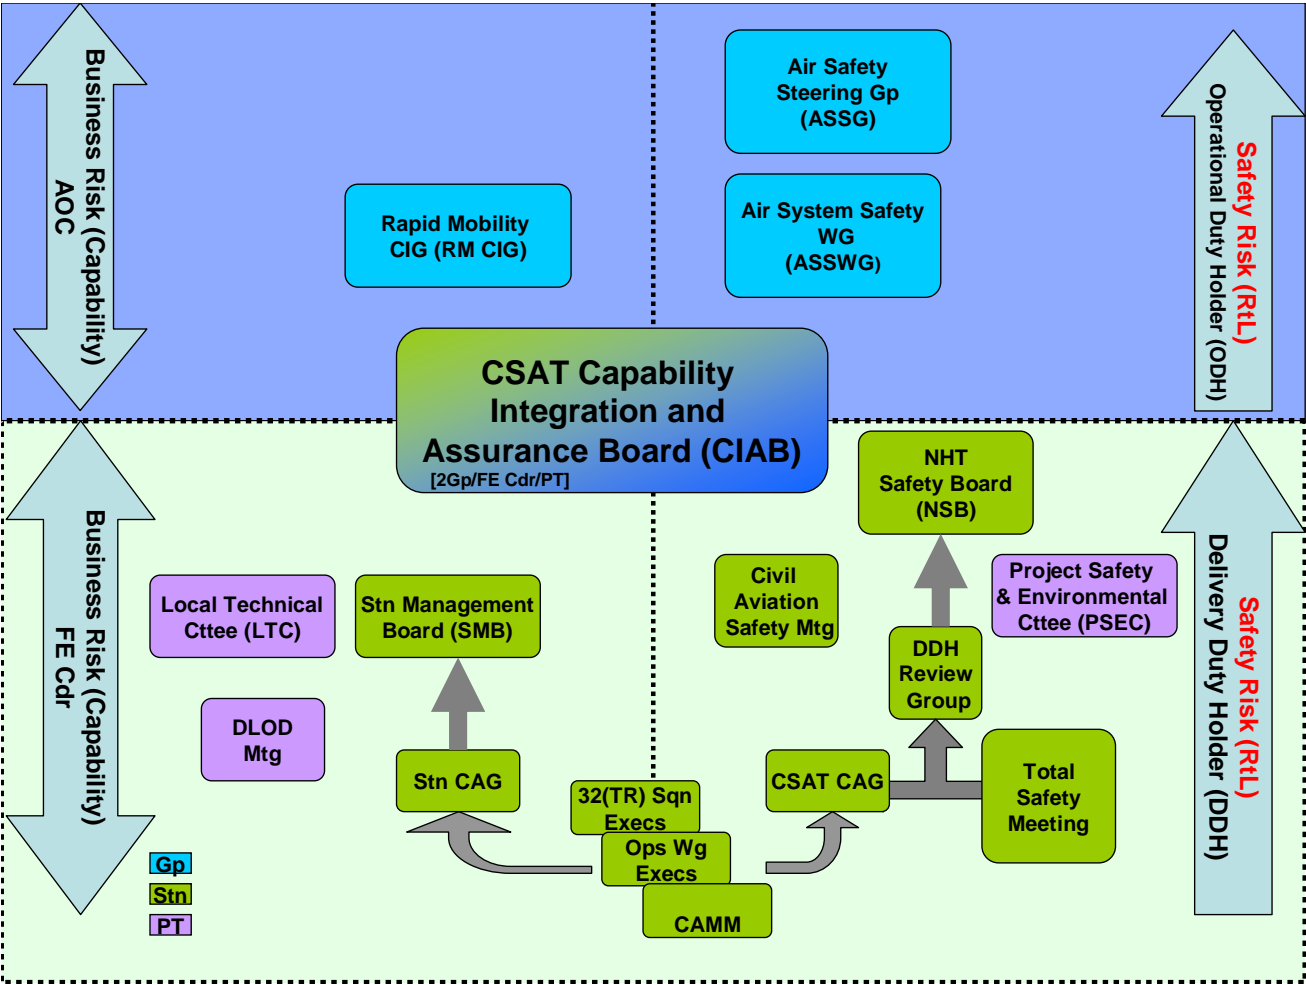 Business Risk (Capability)
AOC
Air Safety
Steering Gp
(ASSG)
Safety Risk (RtL)
Operational Duty Holder (ODH)
Rapid Mobility
CIG (RM CIG)
Air System Safety
WG
(ASSWG)
CSAT Capability
Integration and
Assurance Board (CIAB)
[2Gp/FE Cdr/PT]
Business Risk (Capability)
FE Cdr
NHT
Safety Board
(NSB)
Safety Risk (RtL)
Delivery Duty Holder (DDH)
Local Technical
Cttee (LTC)
Stn Management
Board (SMB)
Civil
Aviation
Safety Mtg
Project Safety
& Environmental
Cttee (PSEC)
DDH
Review
Group
DLOD
Mtg
Stn CAG
32(TR) Sqn
Execs
CSAT CAG
Total
Safety
Meeting
Ops Wg
Execs
CAMM
Gp
Stn
PT